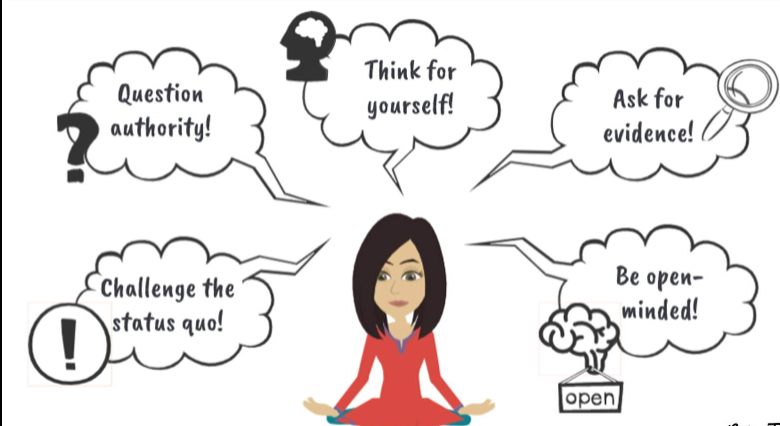 Think for
yourself!
Question
authority!
Ask for
evidence!
Challenge the
status quo!
Be open-
minded!
open